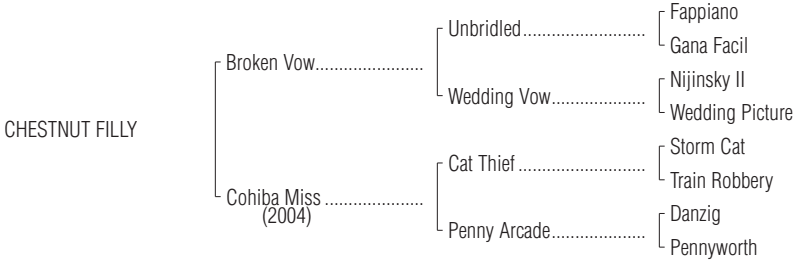 Fappiano
Unbridled..........................
Gana Facil
Broken Vow.......................
Nijinsky II
Wedding Vow....................
Wedding Picture
CHESTNUT FILLY
Storm Cat
Cat Thief ...........................
Train Robbery
Cohiba Miss .....................
(2004)
Danzig
Penny Arcade....................
Pennyworth